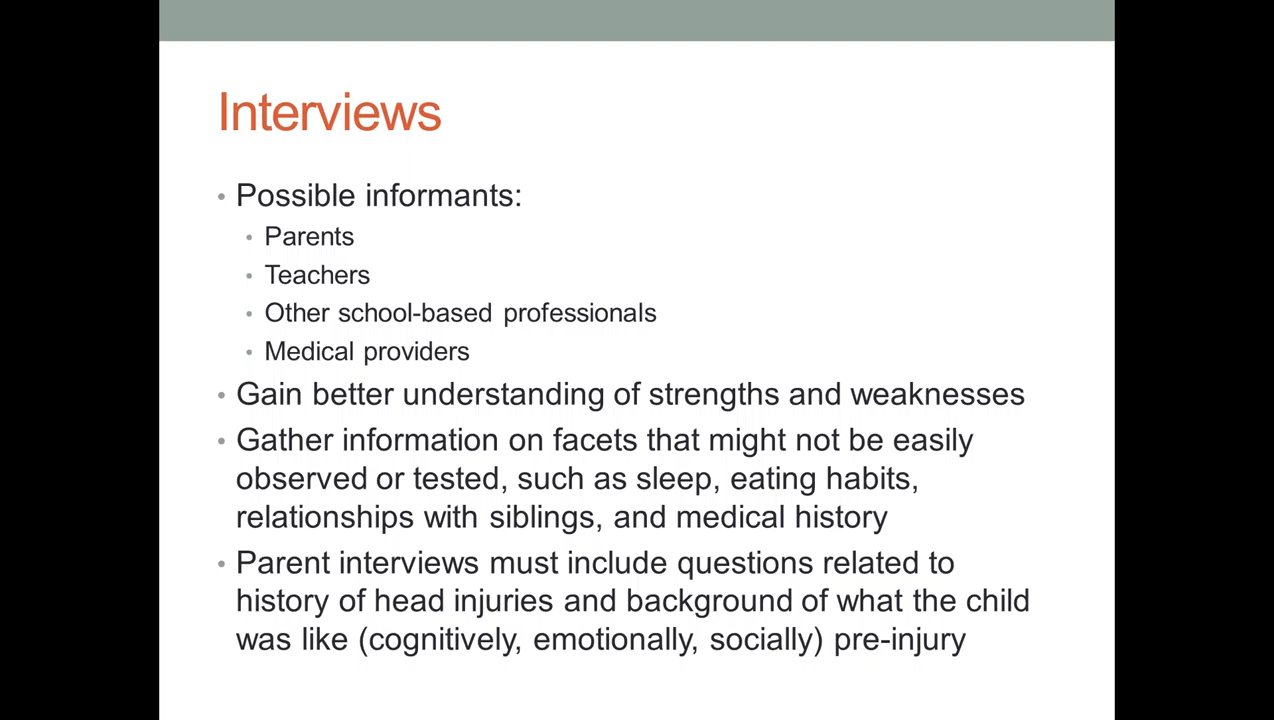 Interviews
• Possible informants:
• Parents
• Teachers
• Other school-based professionals
• Medical providers
• Gain better understanding of strengths and weaknesses
• Gather information on facets that might not be easily
observed or tested, such as sleep, eating habits,
relationships with siblings, and medical history
• Parent interviews must include questions related to
history of head injuries and background of what the child
was like (cognitively, emotionally, socially) pre-injury